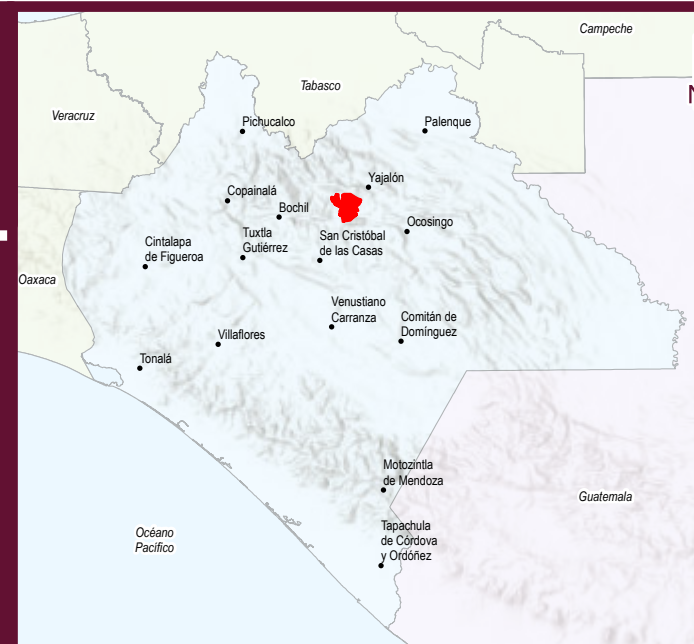 Campeche
Tabasco
N
Veracruz
Pichucalco
Palenque
Yajalón
Copainalá
Bochil
Ocosingo
Tuxtla
Gutiérrez
San Cristóbal
de las Casas
Cintalapa
de Figueroa
Oaxaca
Venustiano
Carranza
Comitán de
Domínguez
Villaflores
Tonalá
Motozintla
de Mendoza
Guatemala
Océano
Pacífico
Tapachula
de Córdova
y Ordóñez